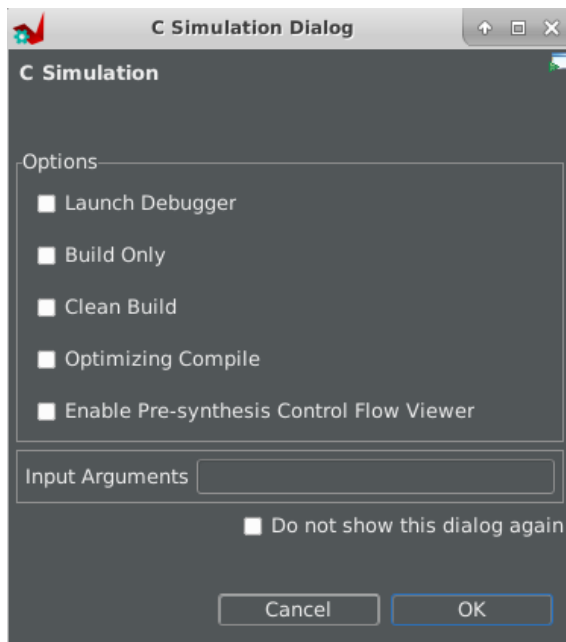 C Simulation Dialog
C Simulation
Options
Launch Debugger
Build Only
Clean Build
Optimizing Compile
Enable Pre-synthesis Control Flow Viewer
Input Arguments
Do not show this dialog again
Cancel OK